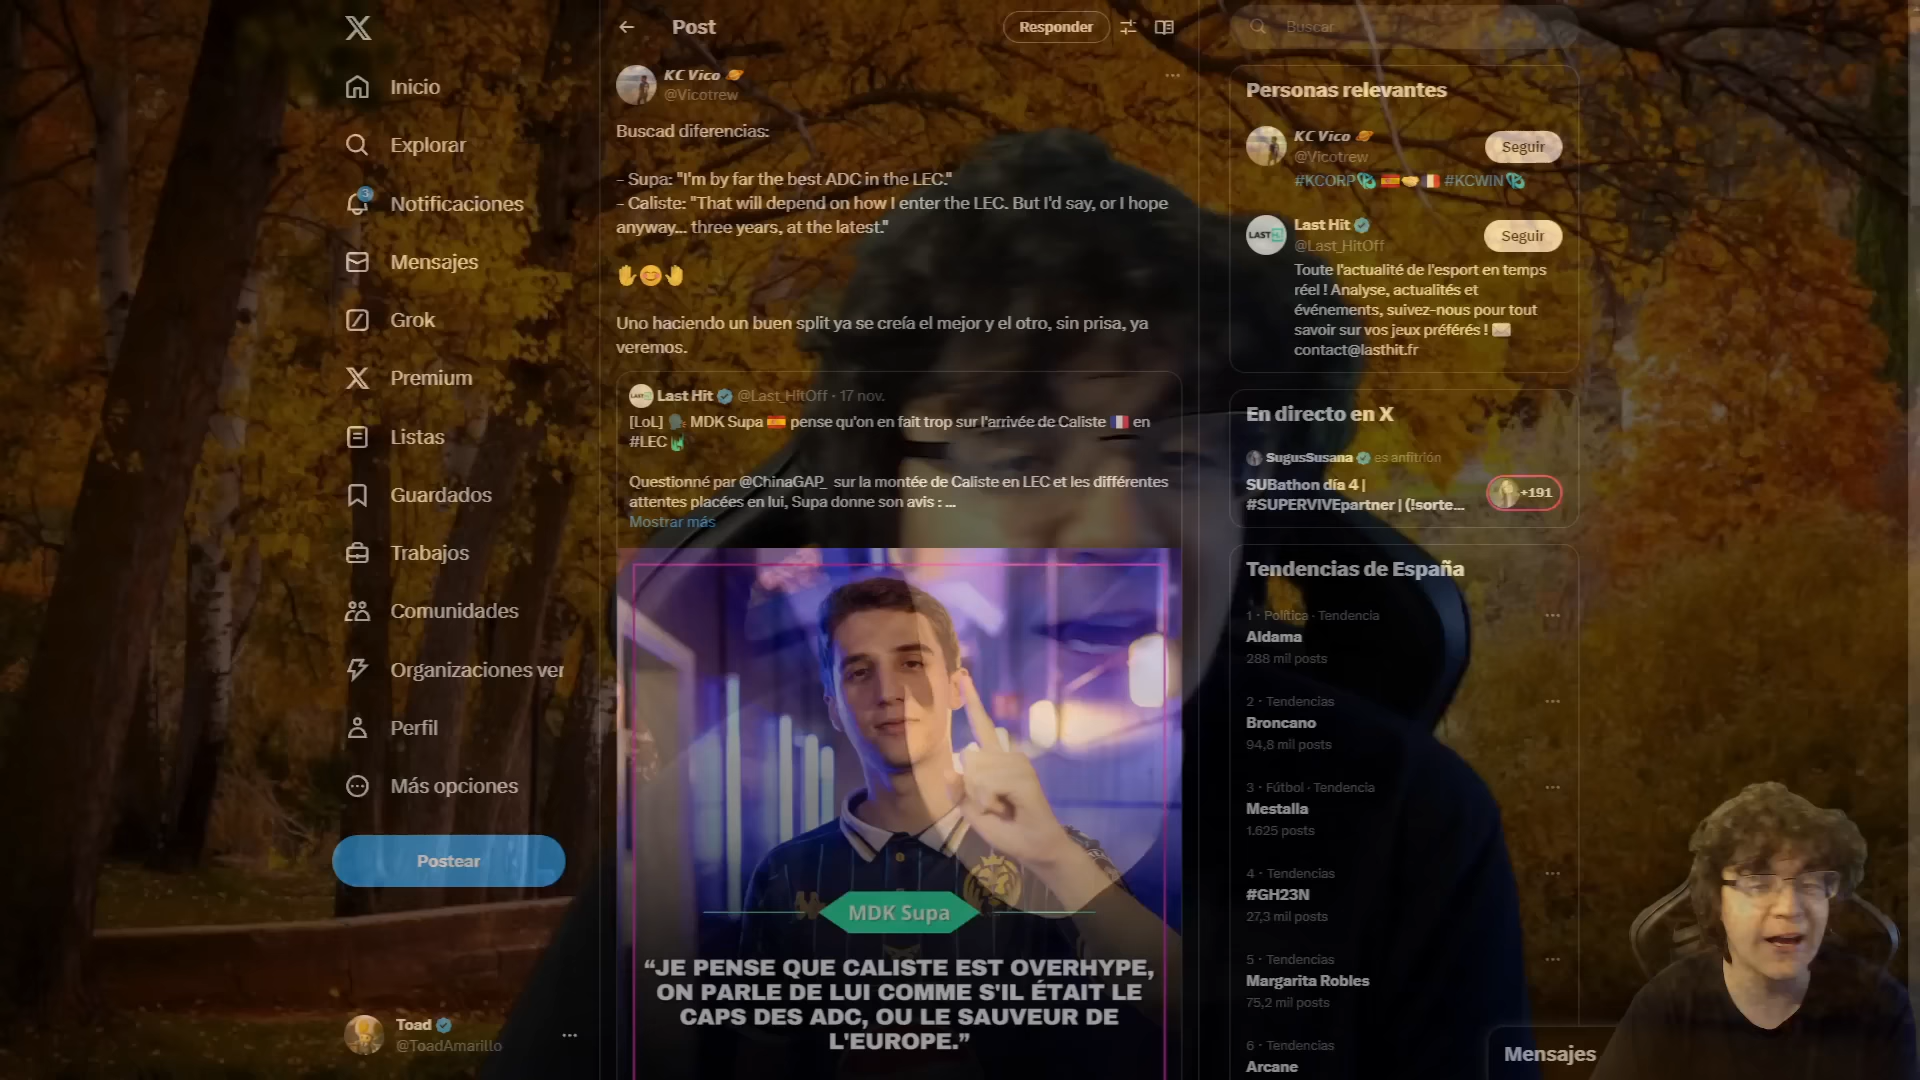 Inicio
Explorar
3
Notificaciones
Mensajes
Grok
Premium
Listas
Guardados
Trabajos
Comunidades
Organizaciones ver
Perfil
Más opciones
Postear
Toad
@ToadAmarillo
Post
Responder
KC Vico
@Vicotrew
Buscad diferencias:
- Supa: "I'm by far the best ADC in the LEC."
- Caliste: "That will depend on how I enter the LEC. But I'd say, or I hope
anyway... three years, at the latest."
Uno haciendo un buen split ya se creía el mejor y el otro, sin prisa, ya
veremos.
Last Hit @Last_HitOff · 17 nov.
[LoL] MDK Supa pense qu'on en fait trop sur l'arrivée de Caliste en
#LEC
Questionné par @ChinaGAP_ sur la montée de Caliste en LEC et les différentes
attentes placées en lui, Supa donne son avis : ...
Mostrar más
MDK Supa
“JE PENSE QUE CALISTE EST OVERHYPE,
ON PARLE DE LUI COMME S'IL ÉTAIT LE
CAPS DES ADC, OU LE SAUVEUR DE
L'EUROPE.”
Buscar
Personas relevantes
KC Vico
@Vicotrew
Seguir
#KCORP #KCWIN
Last Hit
@Last_HitOff
Seguir
LAST
Toute l'actualité de l'esport en temps
réel ! Analyse, actualités et
événements, suivez-nous pour tout
savoir sur vos jeux préférés !
contact@lasthit.fr
En directo en X
SugusSusana es anfitrión
SUBathon día 4 |
#SUPERVIVEpartner | (!sorte...
+191
Tendencias de España
1 · Política · Tendencia
Aldama
288 mil posts
2 · Tendencias
Broncano
94,8 mil posts
3 · Fútbol · Tendencia
Mestalla
1.625 posts
4 · Tendencias
#GH23N
27,3 mil posts
5 · Tendencias
Margarita Robles
75,2 mil posts
6 · Tendencias
Arcane
Mensajes